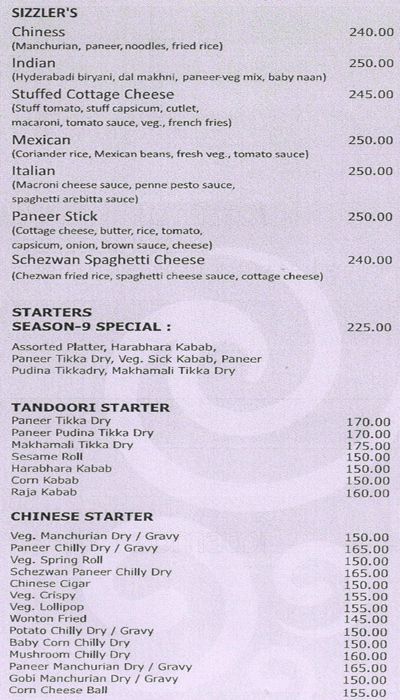 SIZZLER'S
Chiness 240.00
(Manchurian, paneer, noodles, fried rice)
Indian 250.00
(Hyderabadi biryani, dal makhni, paneer-veg mix, baby naan)
Stuffed Cottage Cheese 245.00
(Stuff tomato, stuff capsicum, cutlet,
macaroni, tomato sauce, veg., french fries)
Mexican 250.00
(Coriander rice, Mexican beans, fresh veg., tomato sauce)
Italian 250.00
(Macroni cheese sauce, penne pesto sauce,
spaghetti arebitta sauce)
Paneer Stick 250.00
(Cottage cheese, butter, rice, tomato,
capsicum, onion, brown sauce, cheese)
Schezwan Spaghetti Cheese 240.00
(Chezwan fried rice, spaghetti cheese sauce, cottage cheese)
STARTERS
SEASON-9 SPECIAL : 225.00
Assorted Platter, Harabhara Kabab,
Paneer Tikka Dry, Veg. Sick Kabab, Paneer
Pudina Tikkadry, Makhamali Tikka Dry
TANDOORI STARTER
Paneer Tikka Dry 170.00
Paneer Pudina Tikka Dry 170.00
Makhamali Tikka Dry 175.00
Sesame Roll 150.00
Harabhara Kabab 150.00
Corn Kabab 150.00
Raja Kabab 160.00
CHINESE STARTER
Veg. Manchurian Dry / Gravy 150.00
Paneer Chilly Dry / Gravy 165.00
Veg. Spring Roll 150.00
Schezwan Paneer Chilly Dry 165.00
Chinese Cigar 150.00
Veg. Crispy 155.00
Veg. Lollipop 155.00
Wonton Fried 145.00
Potato Chilly Dry / Gravy 150.00
Baby Corn Chilly Dry 150.00
Mushroom Chilly Dry 160.00
Paneer Manchurian Dry / Gravy 165.00
Gobi Manchurian Dry / Gravy 150.00
Corn Cheese Ball 155.00